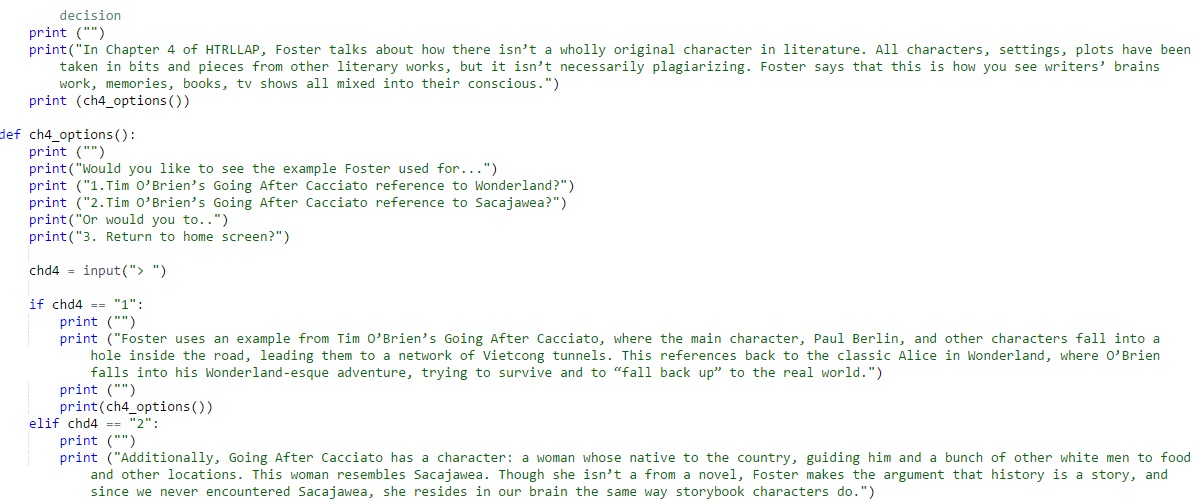 decision
print ("")
print("In Chapter 4 of HTRLLAP, Foster talks about how there isn’t a wholly original character in literature. All characters, settings, plots have been
taken in bits and pieces from other literary works, but it isn’t necessarily plagiarizing. Foster says that this is how you see writers’ brains
work, memories, books, tv shows all mixed into their conscious.")
print (ch4_options())
def ch4_options():
print ("")
print("Would you like to see the example Foster used for...")
print ("1.Tim O’Brien’s Going After Cacciato reference to Wonderland?")
print ("2.Tim O’Brien’s Going After Cacciato reference to Sacajawea?")
print("Or would you to..")
print("3. Return to home screen?")
chd4 = input("> ")
if chd4 == "1":
print ("")
print ("Foster uses an example from Tim O’Brien’s Going After Cacciato, where the main character, Paul Berlin, and other characters fall into a
hole inside the road, leading them to a network of Vietcong tunnels. This references back to the classic Alice in Wonderland, where O’Brien
falls into his Wonderland-esque adventure, trying to survive and to “fall back up” to the real world.")
print ("")
print(ch4_options())
elif chd4 == "2":
print ("")
print ("Additionally, Going After Cacciato has a character: a woman whose native to the country, guiding him and a bunch of other white men to food
and other locations. This woman resembles Sacajawea. Though she isn’t a from a novel, Foster makes the argument that history is a story, and
since we never encountered Sacajawea, she resides in our brain the same way storybook characters do.")